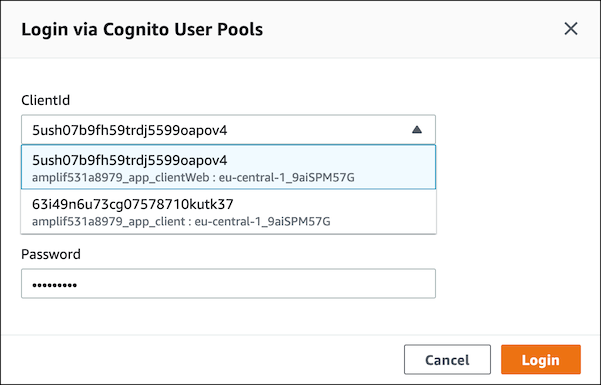 Login via Cognito User Pools
ClientId
5ush07b9fh59trdj5599oapov4
5ush07b9fh59trdj5599oapov4
amplif531a8979_app_clientWeb : eu-central-1_9aiSPM57G
63i49n6u73cg07578710kutk37
amplif531a8979_app_client : eu-central-1_9aiSPM57G
Password
•••••••••
Cancel
Login